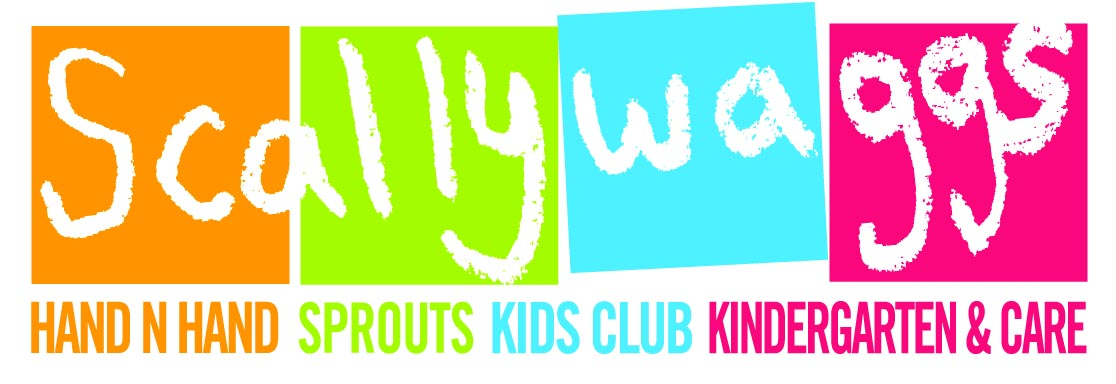 Scallywaggs
HAND N HAND SPROUTS KIDS CLUB KINDERGARTEN & CARE